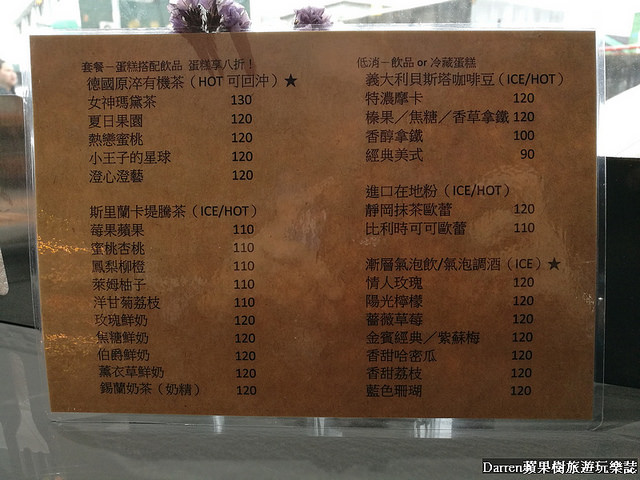 套餐－蛋糕搭配飲品 蛋糕享八折！
德國原淬有機茶（HOT 可回沖）★
女神瑪黛茶 130
夏日果園 120
熱戀蜜桃 120
小王子的星球 120
澄心澄藝 120
斯里蘭卡堤騰茶（ICE/HOT）
莓果蘋果 110
蜜桃杏桃 110
鳳梨柳橙 110
萊姆柚子 110
洋甘菊荔枝 110
玫瑰鮮奶 120
焦糖鮮奶 120
伯爵鮮奶 120
薰衣草鮮奶 120
錫蘭奶茶（奶精） 120
低消－飲品 or 冷藏蛋糕
義大利貝斯塔咖啡豆（ICE/HOT）
特濃摩卡 120
榛果／焦糖／香草拿鐵 120
香醇拿鐵 100
經典美式 90
進口在地粉（ICE/HOT）
靜岡抹茶歐蕾 120
比利時可可歐蕾 110
漸層氣泡飲/氣泡調酒（ICE）★
情人玫瑰 120
陽光檸檬 120
薔薇草莓 120
金賓經典／紫蘇梅 120
香甜哈密瓜 120
香甜荔枝 120
藍色珊瑚 120
Darren蘋果樹旅遊玩樂誌